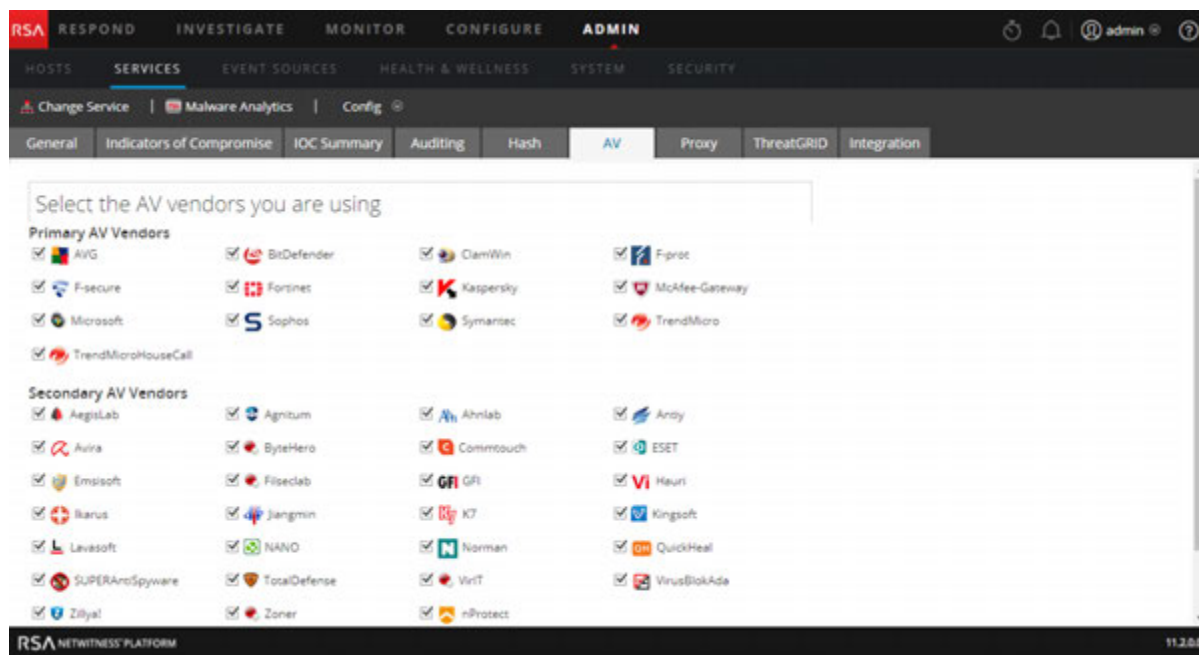 RSA RESPOND INVESTIGATE MONITOR CONFIGURE ADMIN admin
HOSTS SERVICES EVENT SOURCES HEALTH & WELLNESS SYSTEM SECURITY
Change Service | Malware Analytics | Config
General Indicators of Compromise IOC Summary Auditing Hash AV Proxy ThreatGRID Integration
Select the AV vendors you are using
Primary AV Vendors
AVG BitDefender ClamWin F-prot
F-secure Fortinet Kaspersky McAfee-Gateway
Microsoft Sophos Symantec TrendMicro
TrendMicroHouseCall
Secondary AV Vendors
AegisLab Agnitum Ahnlab Antiy
Avira ByteHero Commtouch ESET
Emsisoft Filseclab GFI GFI Hauri
Ikarus Jiangmin K7 Kingsoft
Lavasoft NANO Norman QuickHeal
SUPERAntiSpyware TotalDefense VirIT VirusBlokAda
Zillya! Zoner nProtect
RSA NETWITNESS PLATFORM 11.2.0.